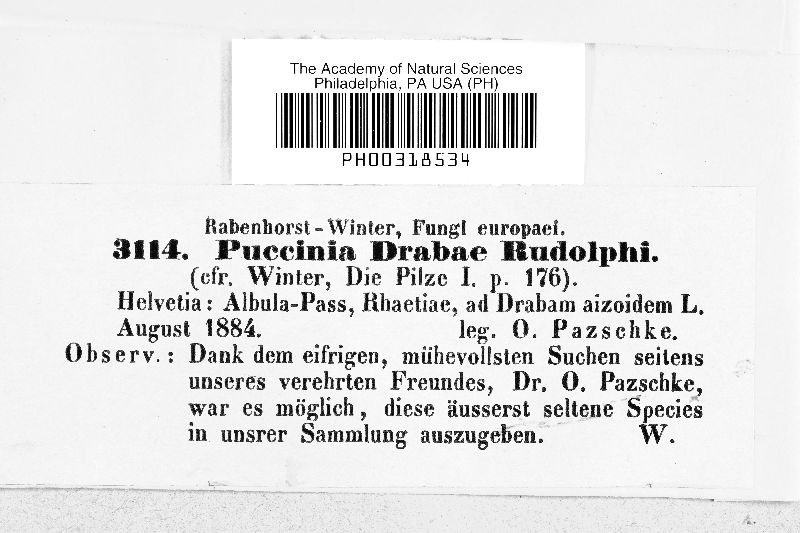 The Academy of Natural Sciences
Philadelphia, PA USA (PH)
PH00318534
Rabenhorst-Winter, Fungi europaei.
3114. Puccinia Drabae Rudolphi.
(cfr. Winter, Die Pilze I. p. 176).
Helvetia: Albula-Pass, Rhaetiae, ad Drabam aizoidem L.
August 1884. leg. O. Pazschke.
Observ.: Dank dem eifrigen, mühevollsten Suchen seitens
unseres verehrten Freundes, Dr. O. Pazschke,
war es möglich, diese äusserst seltene Species
in unsrer Sammlung auszugeben. W.